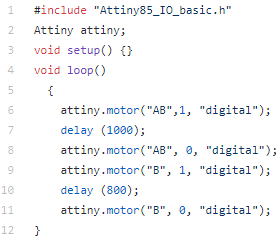 1 #include "Attiny85_IO_basic.h"
2 Attiny attiny;
3 void setup() {}
4 void loop()
5 {
6 attiny.motor("AB",1, "digital");
7 delay (1000);
8 attiny.motor("AB", 0, "digital");
9 attiny.motor("B", 1, "digital");
10 delay (800);
11 attiny.motor("B", 0, "digital");
12 }